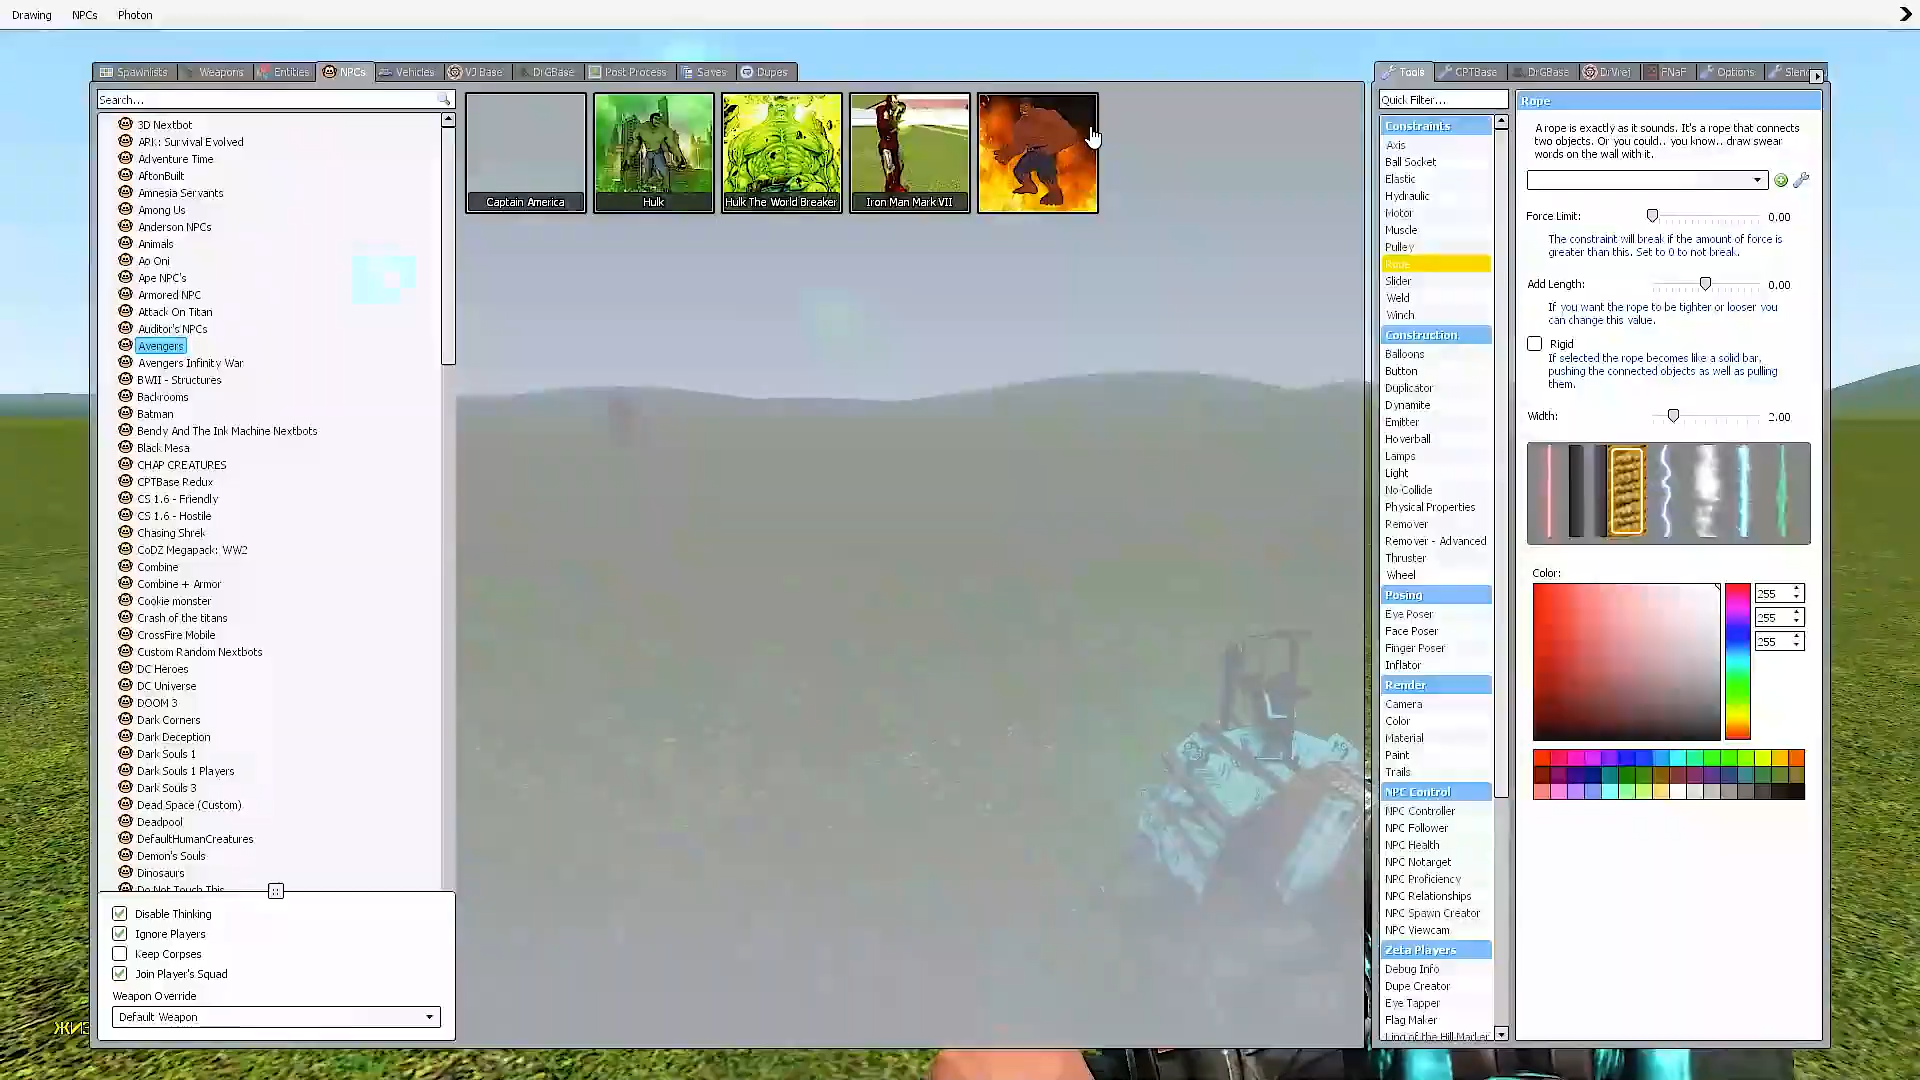 Drawing NPCs Photon
Spawnlists Weapons Entities NPCs Vehicles VJ Base DrGBase Post Process Saves Dupes
Search...
3D Nextbot
ARK: Survival Evolved
Adventure Time
AftonBuilt
Amnesia Servants
Among Us
Anderson NPCs
Animals
Ao Oni
Ape NPC's
Armored NPC
Attack On Titan
Auditor's NPCs
Avengers
Avengers Infinity War
BWII - Structures
Backrooms
Batman
Bendy And The Ink Machine Nextbots
Black Mesa
CHAP CREATURES
CPTBase Redux
CS 1.6 - Friendly
CS 1.6 - Hostile
Chasing Shrek
CoDZ Megapack: WW2
Combine
Combine + Armor
Cookie monster
Crash of the titans
CrossFire Mobile
Custom Random Nextbots
DC Heroes
DC Universe
DOOM 3
Dark Corners
Dark Deception
Dark Souls 1
Dark Souls 1 Players
Dark Souls 3
Dead Space (Custom)
Deadpool
DefaultHumanCreatures
Demon's Souls
Dinosaurs
Do Not Touch This
Disable Thinking
Ignore Players
Keep Corpses
Join Player's Squad
Weapon Override
Default Weapon
Captain America
Hulk
Hulk The World Breaker
Iron Man Mark VII
Tools CPTBase DrGBase DrVrej FNaF Options
Quick Filter...
Constraints
Axis
Ball Socket
Elastic
Hydraulic
Motor
Muscle
Pulley
Rope
Slider
Weld
Winch
Construction
Balloons
Button
Duplicator
Dynamite
Emitter
Hoverball
Lamps
Light
No Collide
Physical Properties
Remover
Remover - Advanced
Thruster
Wheel
Posing
Eye Poser
Face Poser
Finger Poser
Inflator
Render
Camera
Color
Material
Paint
Trails
NPC Control
NPC Controller
NPC Follower
NPC Health
NPC Notarget
NPC Proficiency
NPC Relationships
NPC Spawn Creator
NPC Viewcam
Zeta Players
Debug Info
Dupe Creator
Eye Tapper
Flag Maker
King of the Hill Marker
Rope
A rope is exactly as it sounds. It's a rope that connects
two objects. Or you could.. you know.. draw swear
words on the wall with it.
Force Limit: 0.00
The constraint will break if the amount of force is
greater than this. Set to 0 to not break.
Add Length: 0.00
If you want the rope to be tighter or looser you
can change this value.
Rigid
If selected the rope becomes like a solid bar,
pushing the connected objects as well as pulling
them.
Width: 2.00
Color:
255
255
255